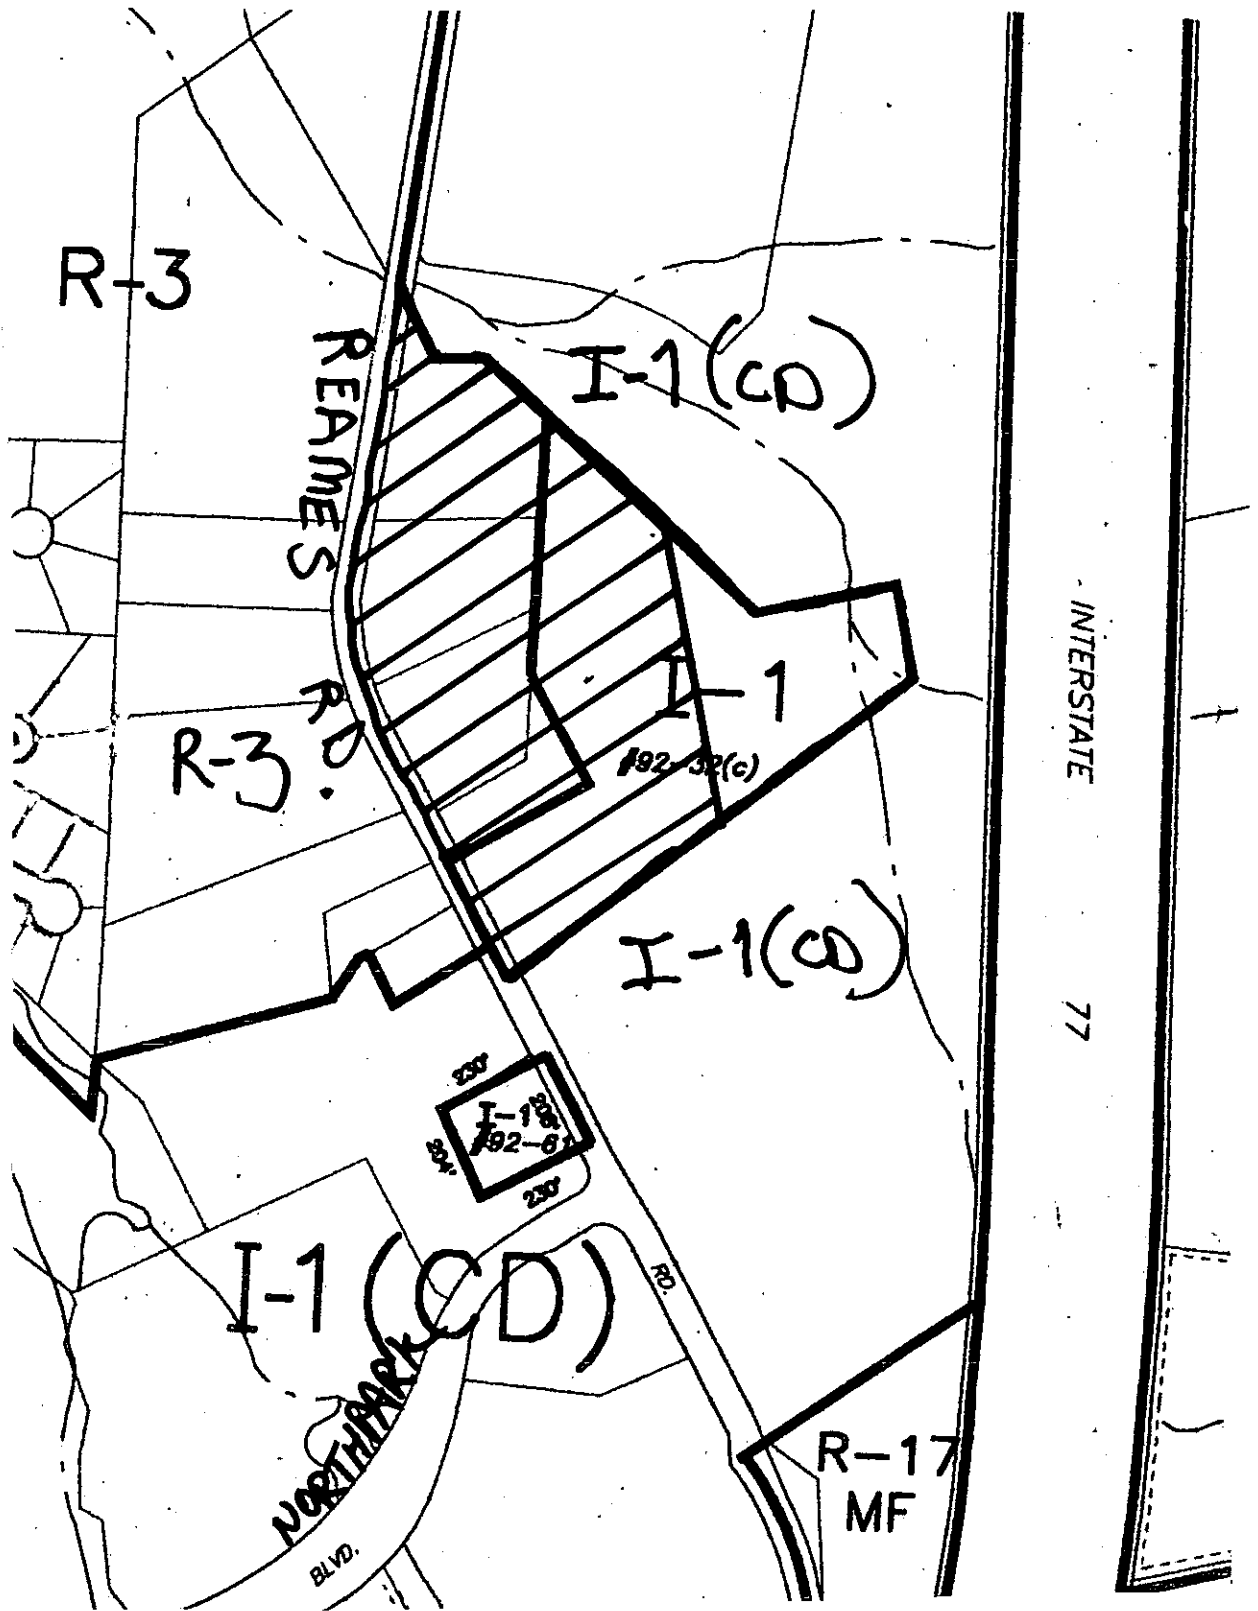 R-3
REAMES RD.
I-1 (CD)
INTERSTATE 77
I-1
#92-32(c)
R-3
I-1(CD)
230'
I-1
#92-61
204'
230'
I-1 (CD)
RD.
NORTHPARK
BLVD.
R-17
MF